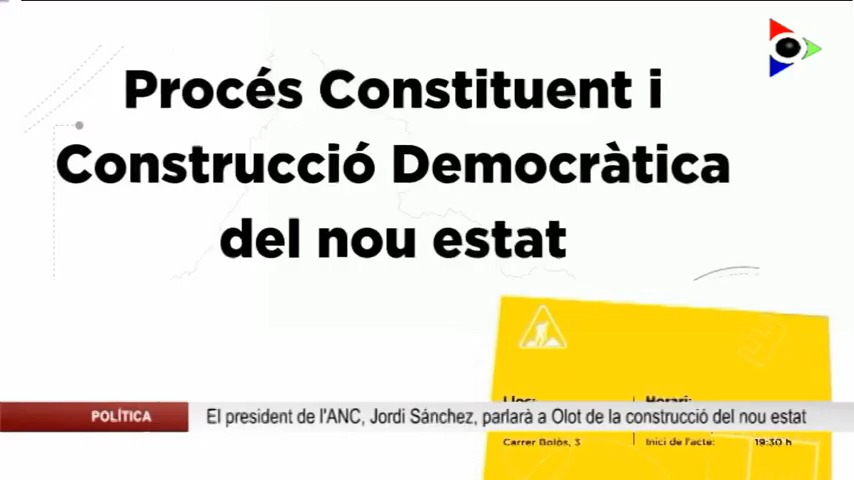 Procés Constituent i
Construcció Democràtica
del nou estat
Lloc:
Horari:
POLÍTICA
El president de l'ANC, Jordi Sánchez, parlarà a Olot de la construcció del nou estat
Carrer Bolòs, 3
Inici de l'acte:
19:30 h